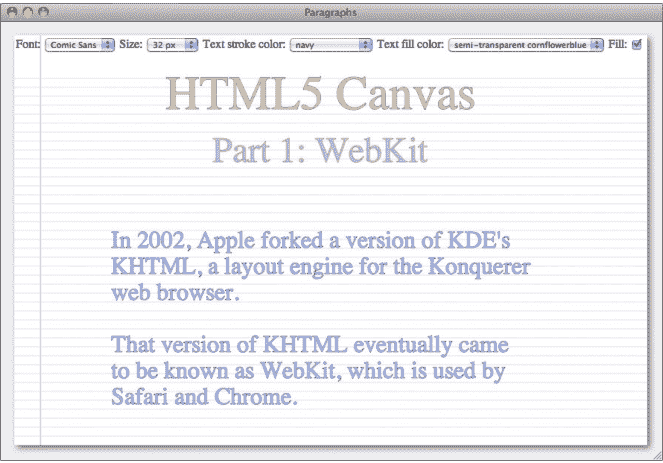 Paragraphs
Font: Comic Sans Size: 32 px Text stroke color: navy Text fill color: semi-transparent cornflowerblue Fill:
HTML5 Canvas
Part 1: WebKit
In 2002, Apple forked a version of KDE's
KHTML, a layout engine for the Konquerer
web browser.
That version of KHTML eventually came
to be known as WebKit, which is used by
Safari and Chrome.